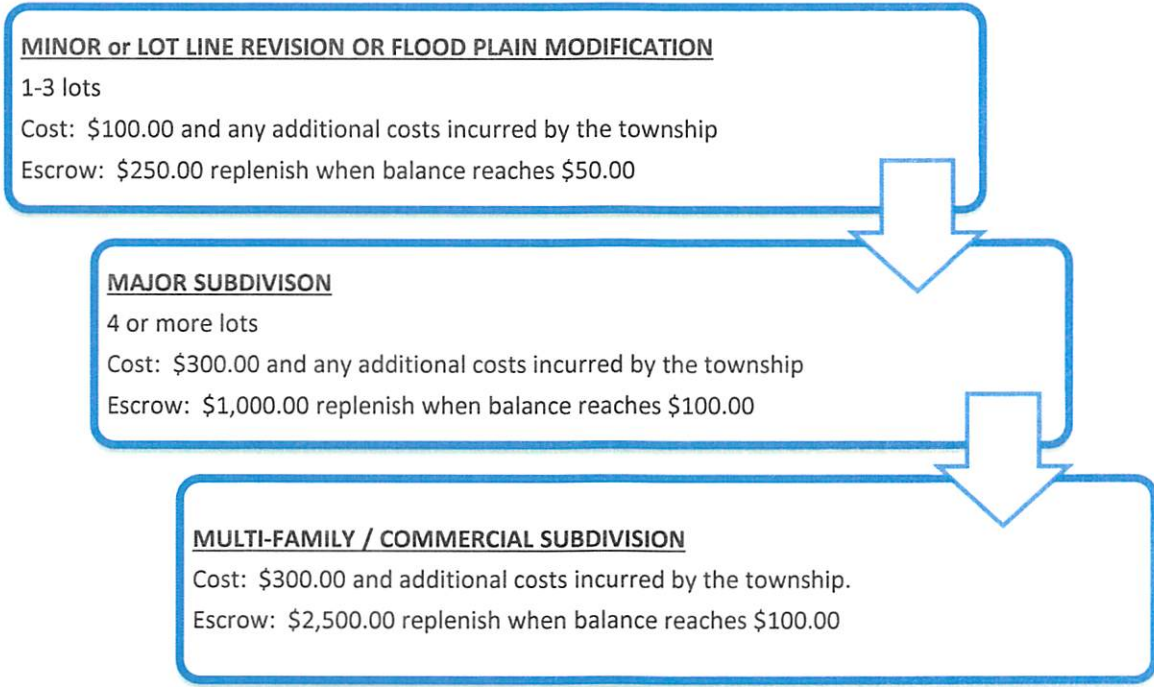 MINOR or LOT LINE REVISION OR FLOOD PLAIN MODIFICATION
1-3 lots
Cost:  $100.00 and any additional costs incurred by the township
Escrow:  $250.00 replenish when balance reaches $50.00
MAJOR SUBDIVISON
4 or more lots
Cost:  $300.00 and any additional costs incurred by the township
Escrow:  $1,000.00 replenish when balance reaches $100.00
MULTI-FAMILY / COMMERCIAL SUBDIVISION
Cost:  $300.00 and additional costs incurred by the township.
Escrow:  $2,500.00 replenish when balance reaches $100.00